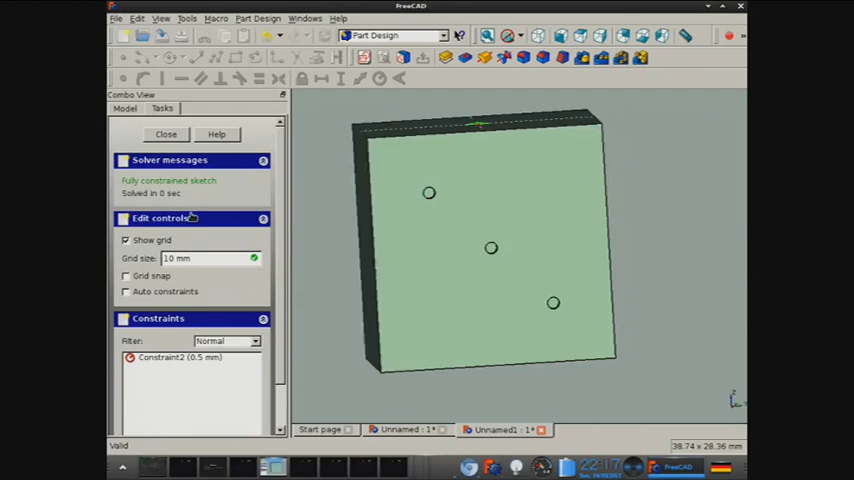 FreeCAD
File Edit View Tools Macro Part Design Windows Help
Part Design
Combo View
Model Tasks
Close Help
Solver messages
Fully constrained sketch
Solved in 0 sec
Edit controls
Show grid
Grid size: 10 mm
Grid snap
Auto constraints
Constraints
Filter: Normal
Constraint2 (0.5 mm)
Start page Unnamed : 1* Unnamed1 : 1*
Valid 38.74 x 28.36 mm
22:17
FreeCAD